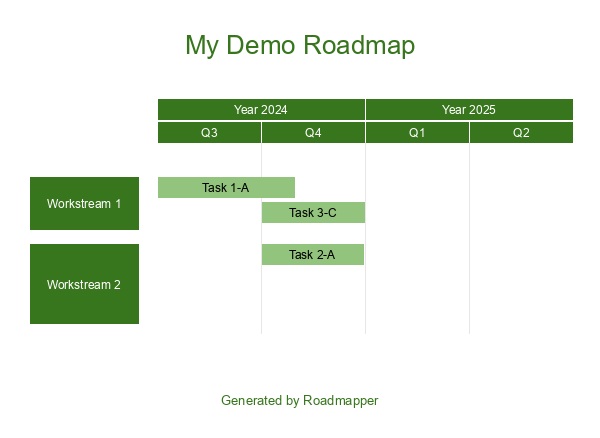 My Demo Roadmap
Year 2024 Year 2025
Q3 Q4 Q1 Q2
Workstream 1
Task 1-A
Task 3-C
Workstream 2
Task 2-A
Generated by Roadmapper